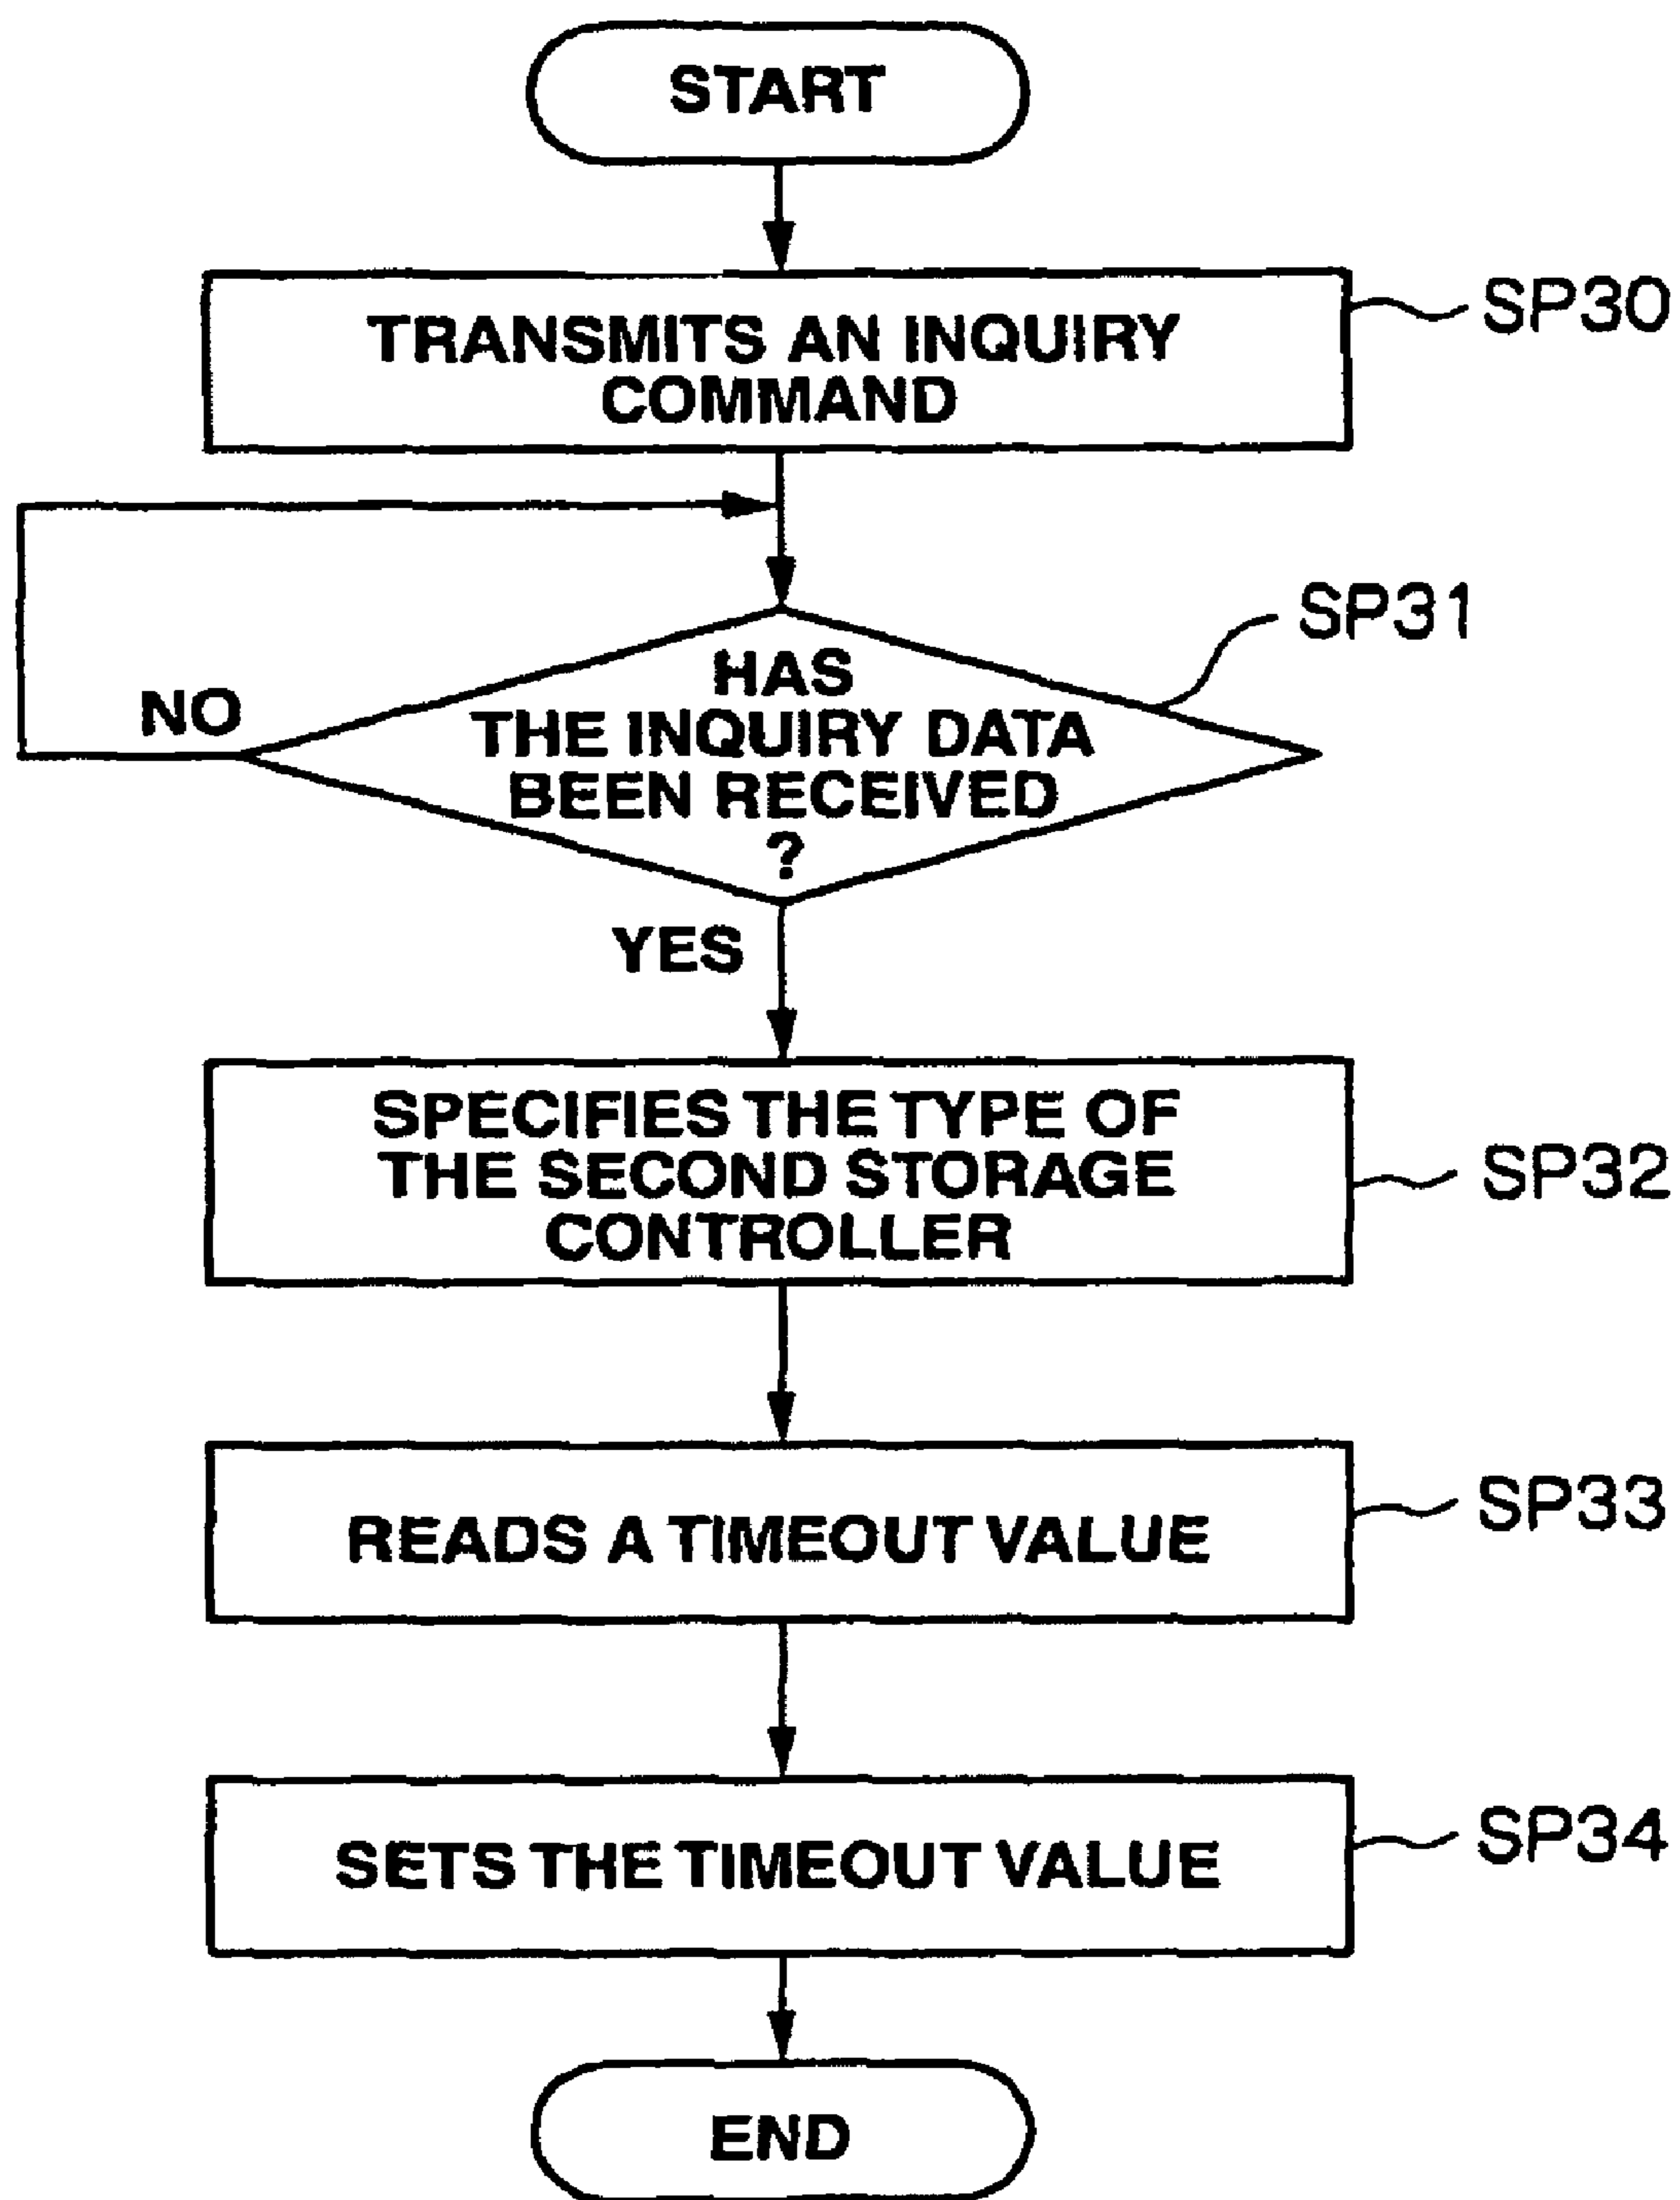 START
TRANSMITS AN INQUIRY
COMMAND
SP30
HAS
THE INQUIRY DATA
BEEN RECEIVED
?
SP31
NO
YES
SPECIFIES THE TYPE OF
THE SECOND STORAGE
CONTROLLER
SP32
READS A TIMEOUT VALUE
SP33
SETS THE TIMEOUT VALUE
SP34
END